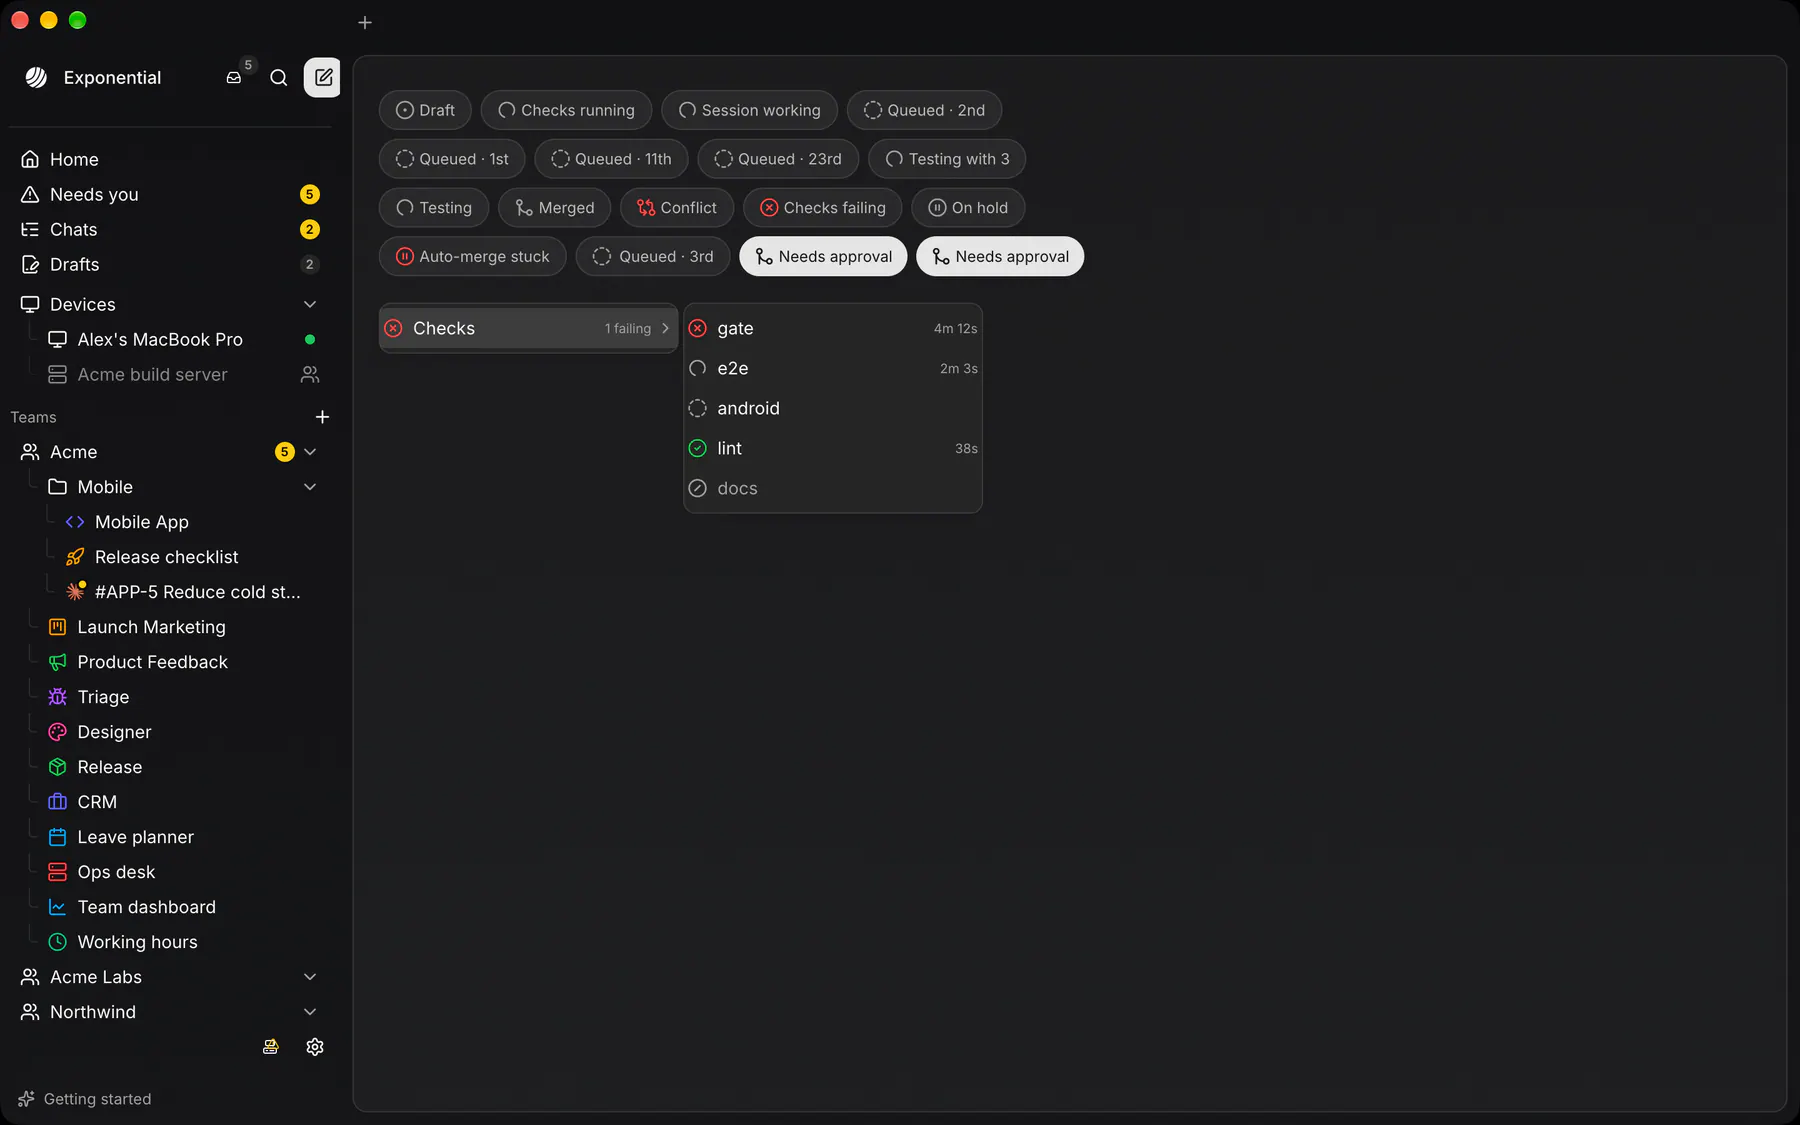 Exponential
5
Home
Needs you
5
Chats
2
Drafts
2
Devices
Alex's MacBook Pro
Acme build server
Teams
Acme
5
Mobile
Mobile App
Release checklist
#APP-5 Reduce cold st...
Launch Marketing
Product Feedback
Triage
Designer
Release
CRM
Leave planner
Ops desk
Team dashboard
Working hours
Acme Labs
Northwind
Getting started
Draft
Checks running
Session working
Queued · 2nd
Queued · 1st
Queued · 11th
Queued · 23rd
Testing with 3
Testing
Merged
Conflict
Checks failing
On hold
Auto-merge stuck
Queued · 3rd
Needs approval
Needs approval
Checks
1 failing
gate
4m 12s
e2e
2m 3s
android
lint
38s
docs